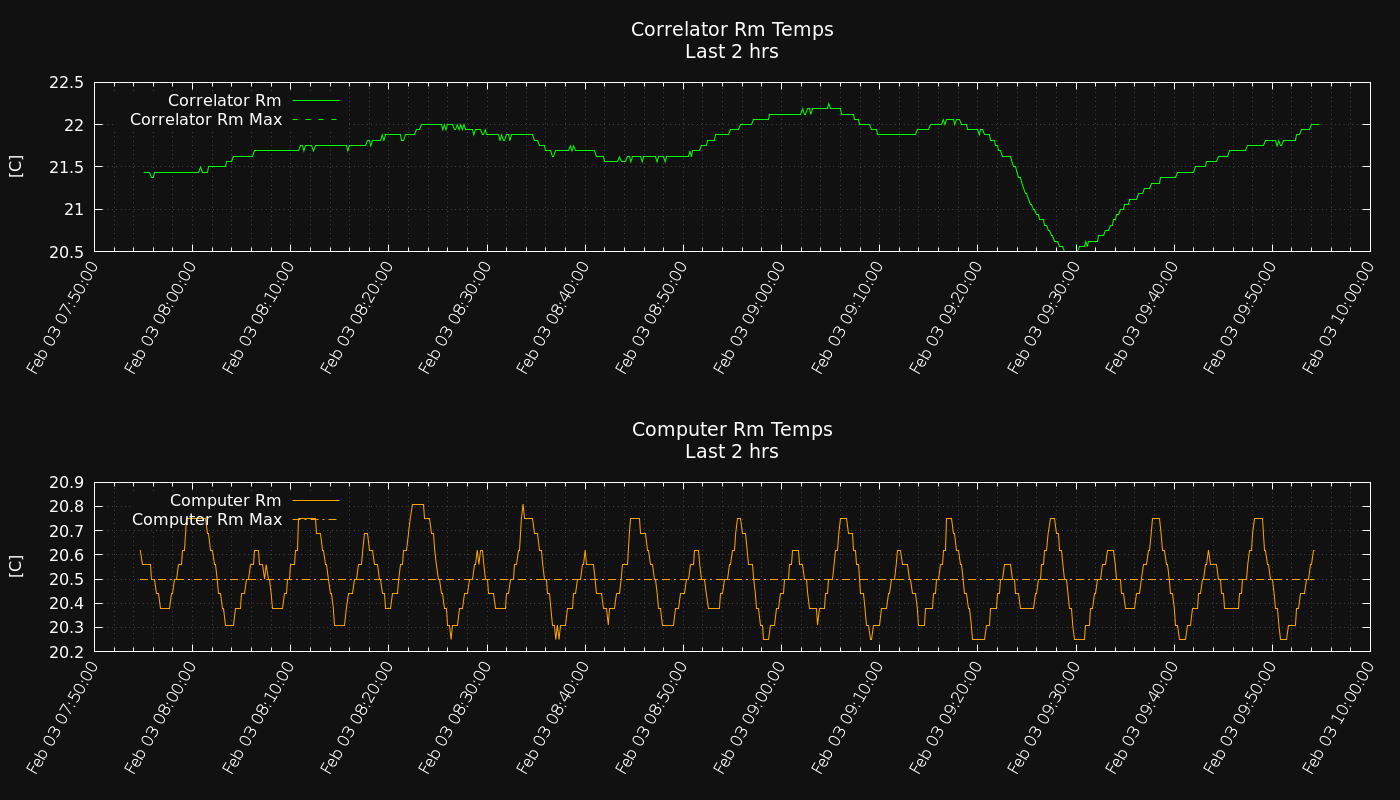 Correlator Rm Temps
Last 2 hrs
22.5
22
21.5
21
20.5
[C]
Correlator Rm
Correlator Rm Max
Feb 03 07:50:00
Feb 03 08:00:00
Feb 03 08:10:00
Feb 03 08:20:00
Feb 03 08:30:00
Feb 03 08:40:00
Feb 03 08:50:00
Feb 03 09:00:00
Feb 03 09:10:00
Feb 03 09:20:00
Feb 03 09:30:00
Feb 03 09:40:00
Feb 03 09:50:00
Feb 03 10:00:00
Computer Rm Temps
Last 2 hrs
20.9
20.8
20.7
20.6
20.5
20.4
20.3
20.2
[C]
Computer Rm
Computer Rm Max
Feb 03 07:50:00
Feb 03 08:00:00
Feb 03 08:10:00
Feb 03 08:20:00
Feb 03 08:30:00
Feb 03 08:40:00
Feb 03 08:50:00
Feb 03 09:00:00
Feb 03 09:10:00
Feb 03 09:20:00
Feb 03 09:30:00
Feb 03 09:40:00
Feb 03 09:50:00
Feb 03 10:00:00